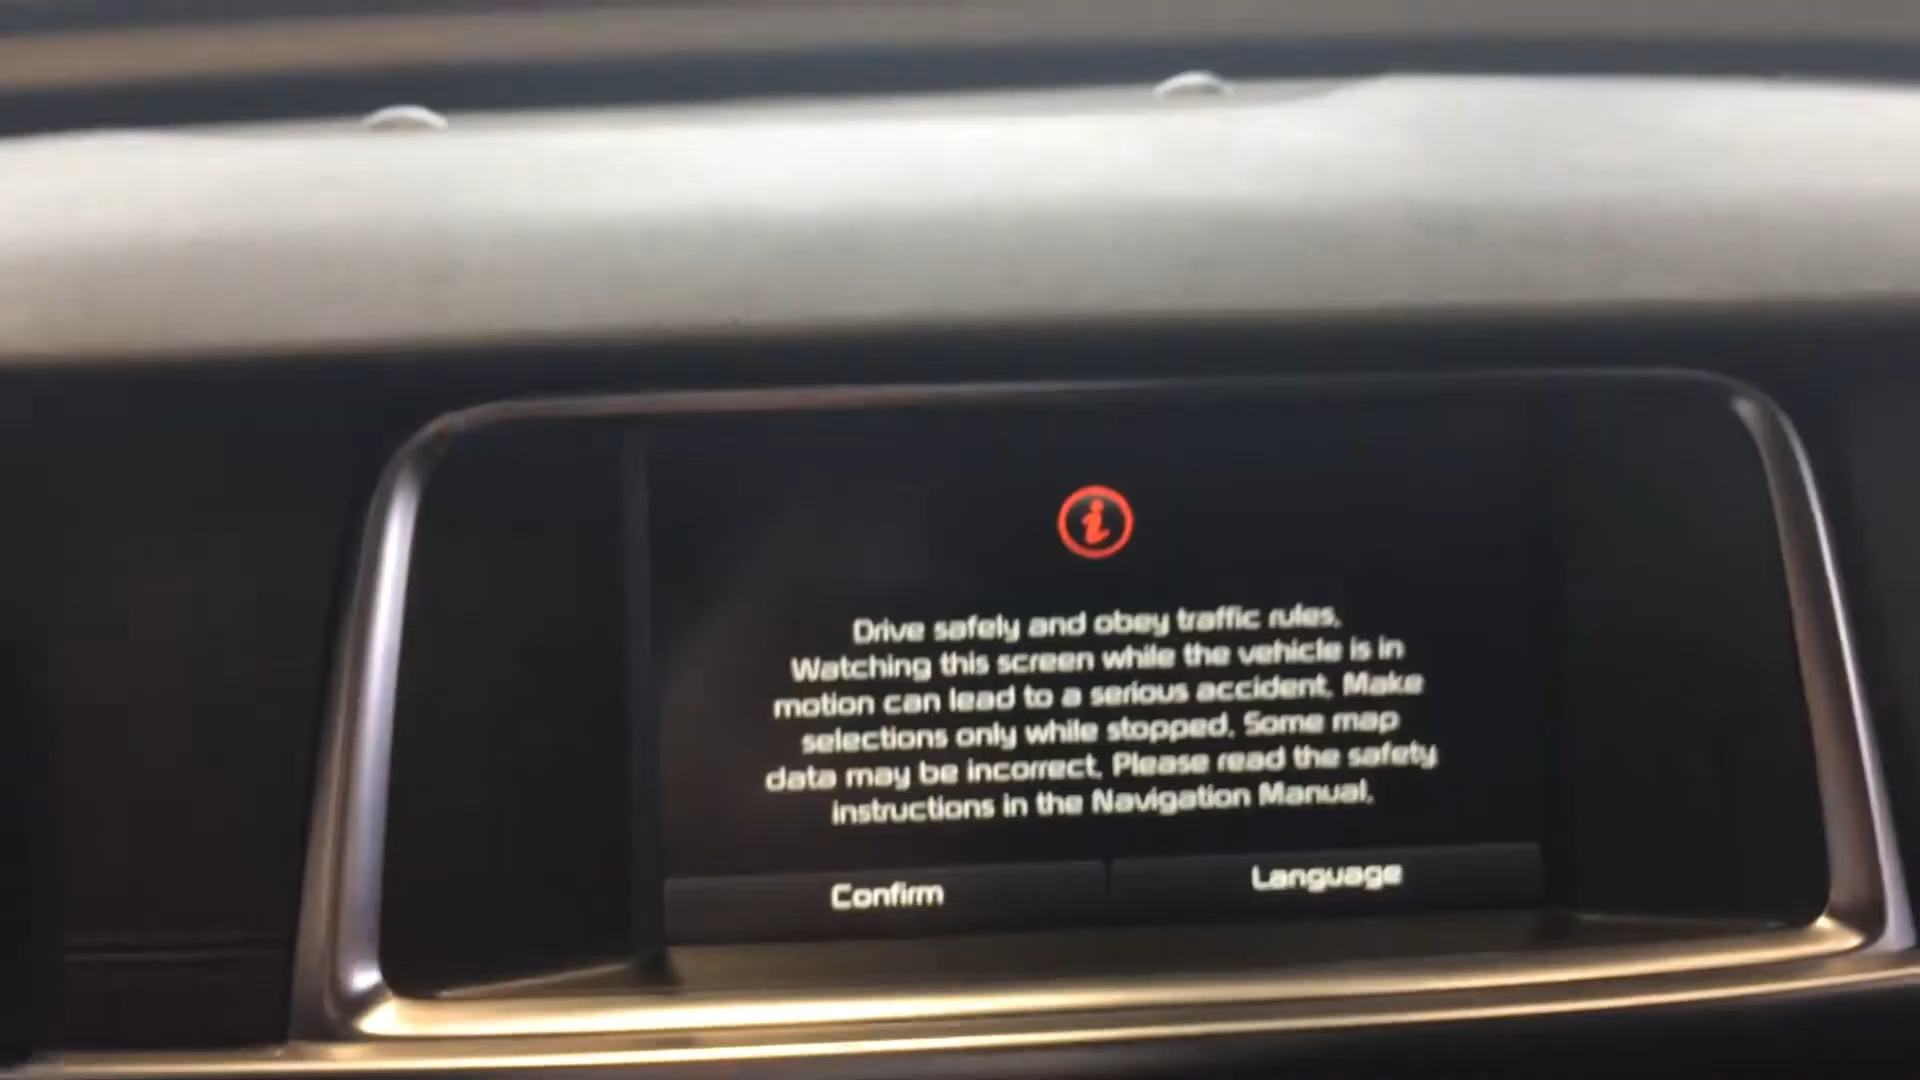 Drive safely and obey traffic rules.
Watching this screen while the vehicle is in
motion can lead to a serious accident. Make
selections only while stopped. Some map
data may be incorrect. Please read the safety
instructions in the Navigation Manual.
Confirm
Language